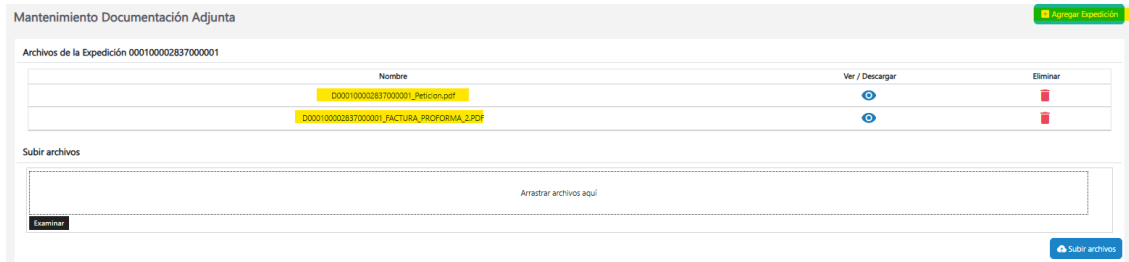 Mantenimiento Documentación Adjunta
Agregar Expedición
Archivos de la Expedición 000100002837000001
Nombre Ver / Descargar Eliminar
D000100002837000001_Peticion.pdf
D000100002837000001_FACTURA_PROFORMA_2.PDF
Subir archivos
Arrastrar archivos aquí
Examinar
Subir archivos